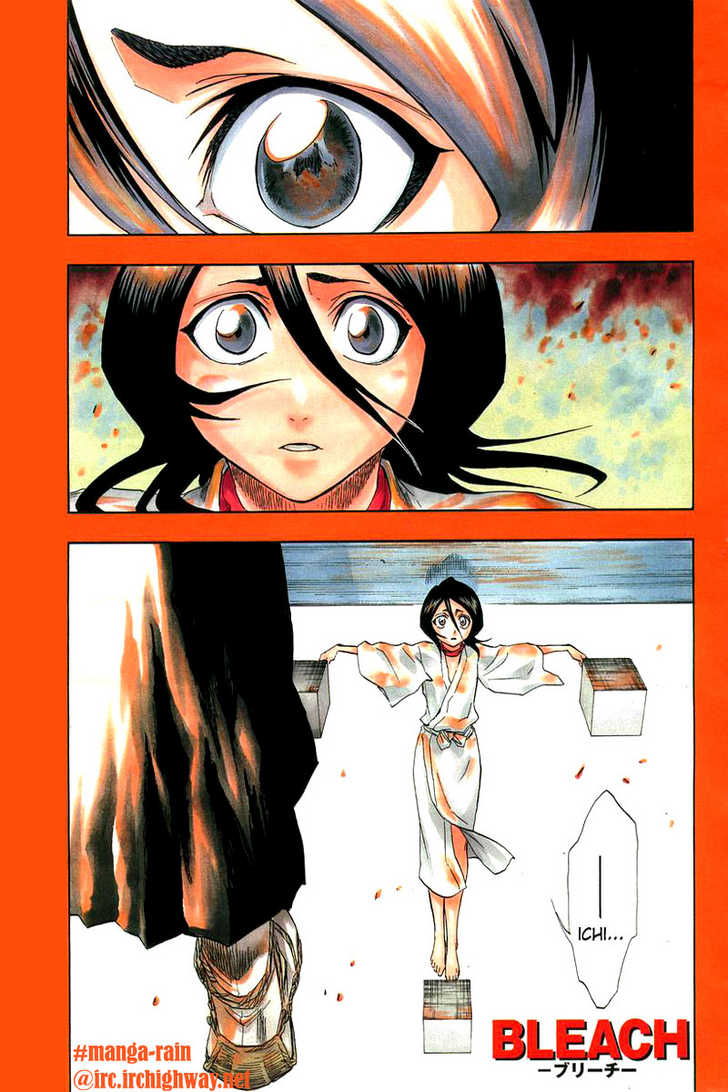 —
ICHI...
BLEACH
−ブリーチ−
#manga-rain
@irc.irchighway.net